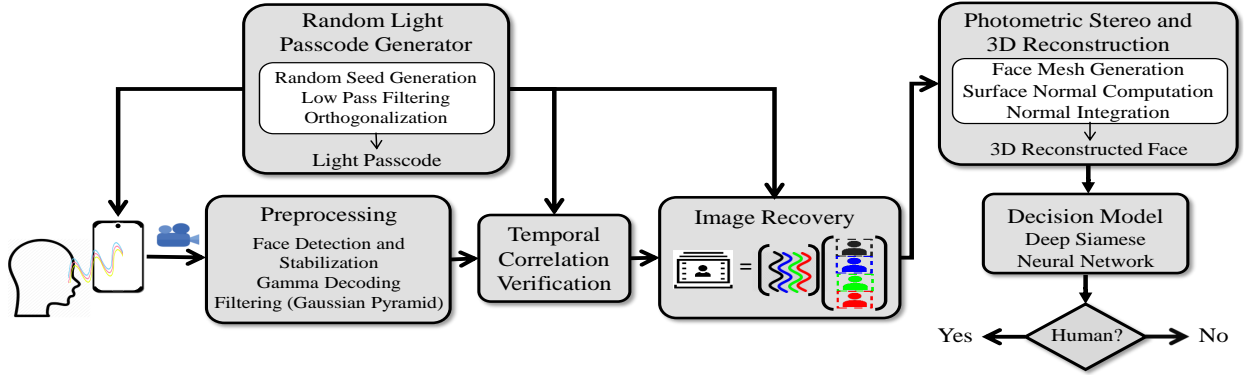 Random Light
Passcode Generator
Random Seed Generation
Low Pass Filtering
Orthogonalization
Light Passcode
Preprocessing
Face Detection and
Stabilization
Gamma Decoding
Filtering (Gaussian Pyramid)
Temporal
Correlation
Verification
Image Recovery
=
Photometric Stereo and
3D Reconstruction
Face Mesh Generation
Surface Normal Computation
Normal Integration
3D Reconstructed Face
Decision Model
Deep Siamese
Neural Network
Yes
Human?
No